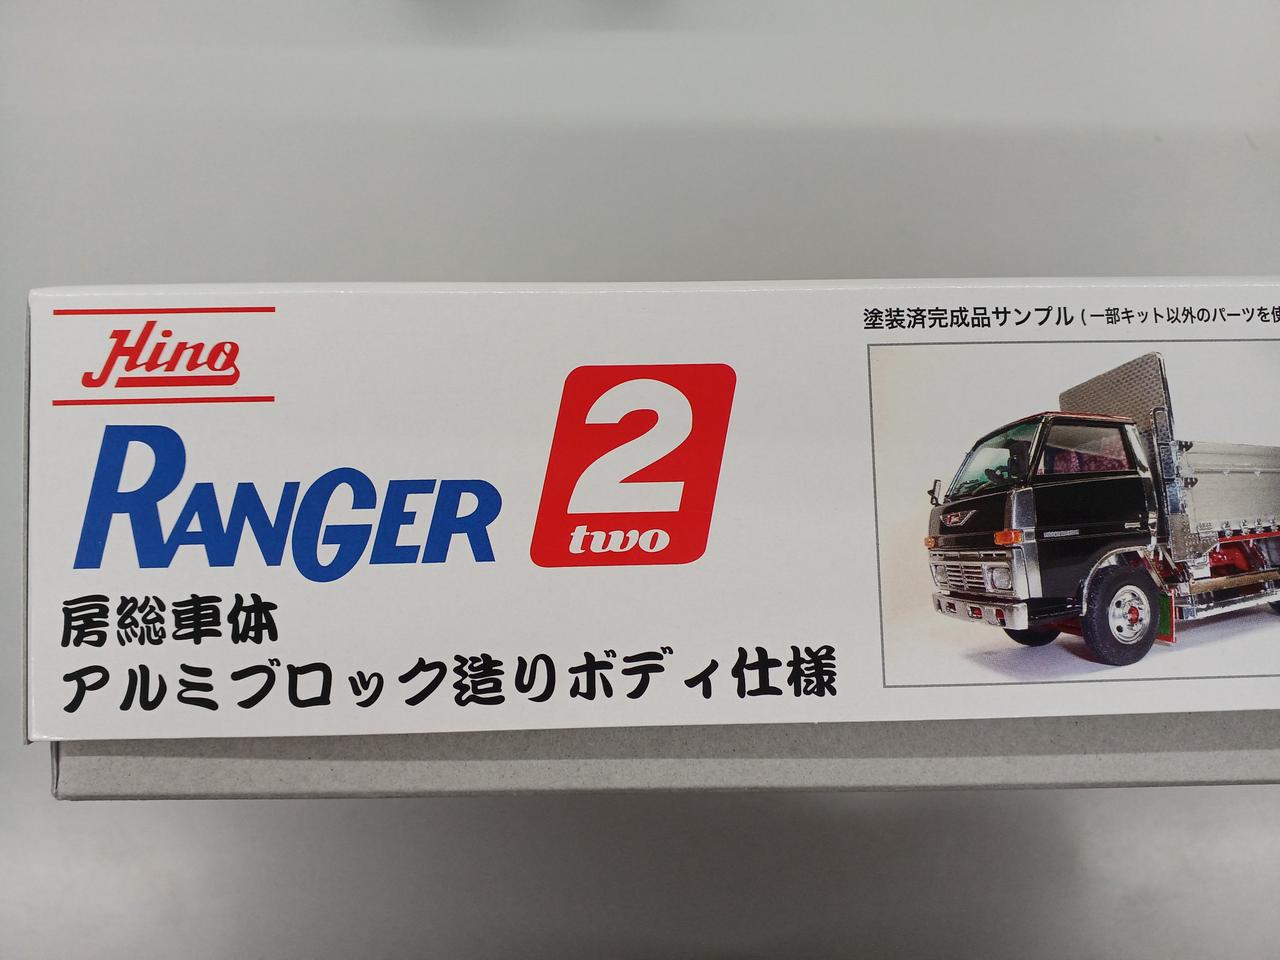 Hino
RANGER 2 two
房総車体
アルミブロック造りボディ仕様
塗装済完成品サンプル (一部キット以外のパーツを使